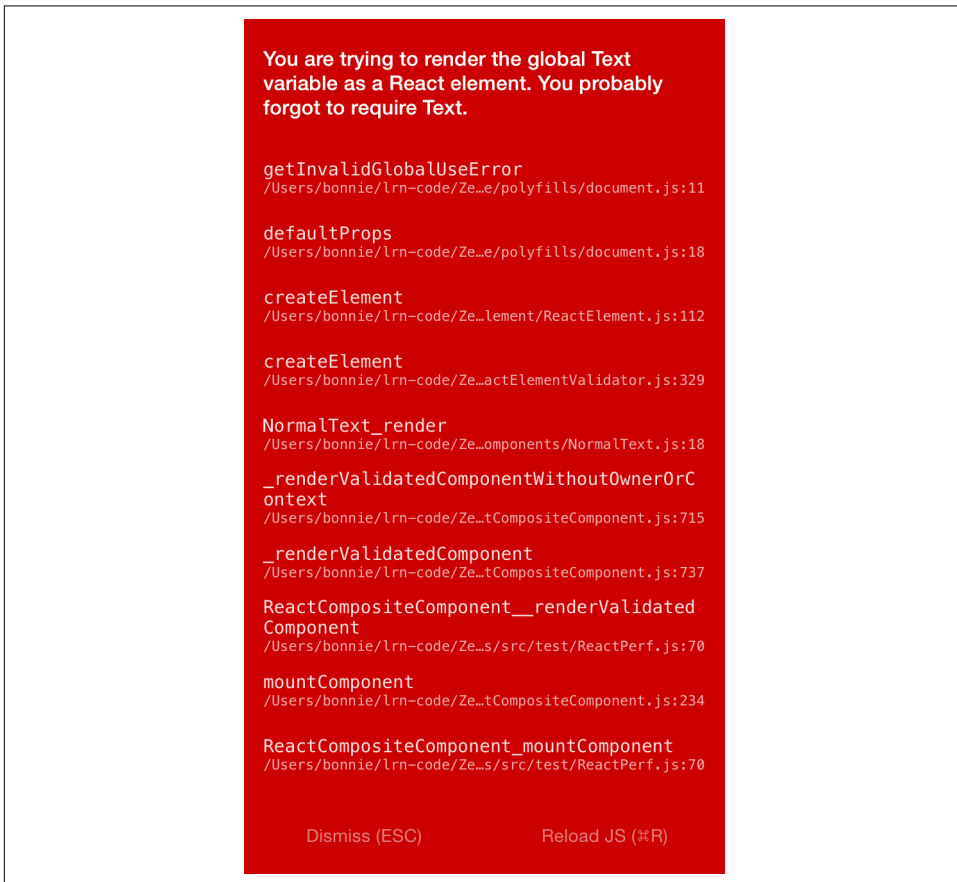 You are trying to render the global Text
variable as a React element. You probably
forgot to require Text.
getInvalidGlobalUseError
/Users/bonnie/lrn-code/Ze…e/polyfills/document.js:11
defaultProps
/Users/bonnie/lrn-code/Ze…e/polyfills/document.js:18
createElement
/Users/bonnie/lrn-code/Ze…lement/ReactElement.js:112
createElement
/Users/bonnie/lrn-code/Ze…actElementValidator.js:329
NormalText_render
/Users/bonnie/lrn-code/Ze…omponents/NormalText.js:18
_renderValidatedComponentWithoutOwnerOrC
ontext
/Users/bonnie/lrn-code/Ze…tCompositeComponent.js:715
_renderValidatedComponent
/Users/bonnie/lrn-code/Ze…tCompositeComponent.js:737
ReactCompositeComponent__renderValidated
Component
/Users/bonnie/lrn-code/Ze…s/src/test/ReactPerf.js:70
mountComponent
/Users/bonnie/lrn-code/Ze…tCompositeComponent.js:234
ReactCompositeComponent_mountComponent
/Users/bonnie/lrn-code/Ze…s/src/test/ReactPerf.js:70
Dismiss (ESC) Reload JS (⌘R)